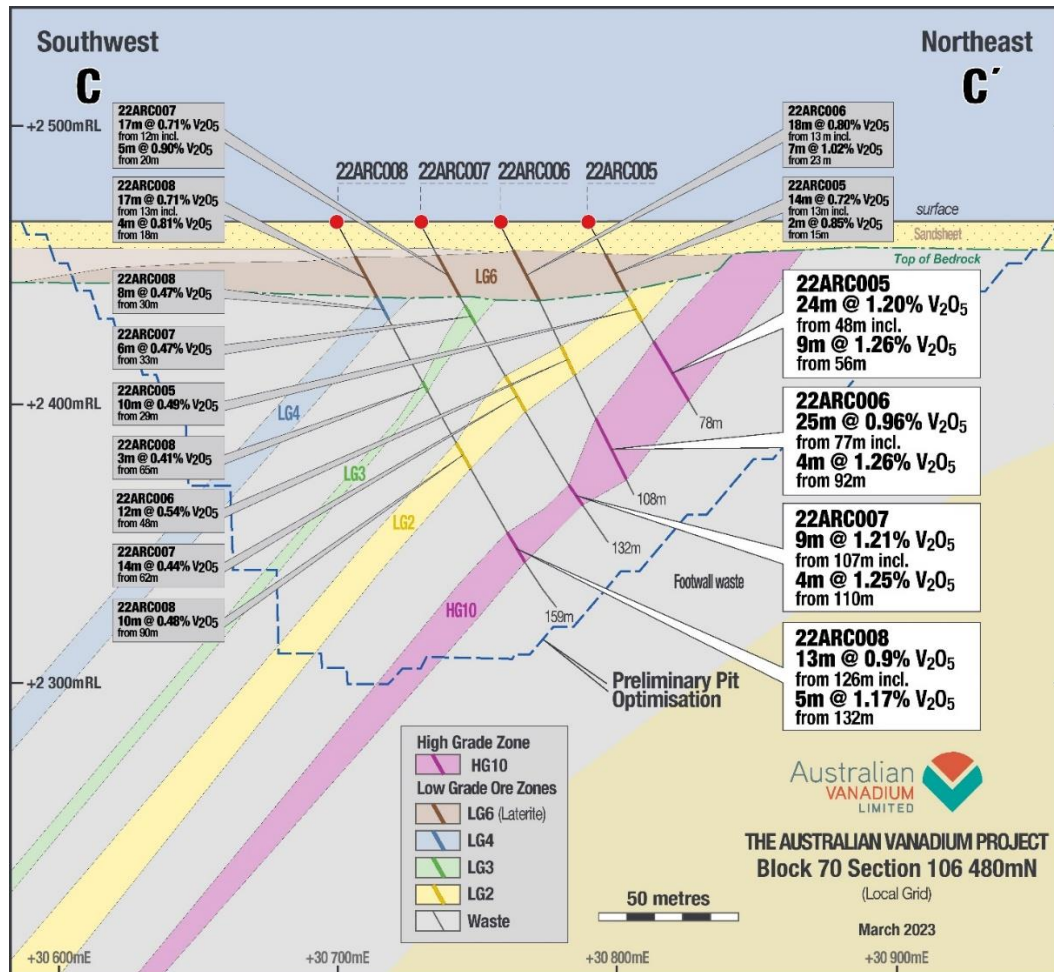 Southwest
C
Northeast
C´
+2 500mRL
+2 400mRL
+2 300mRL
22ARC007
17m @ 0.71% V₂O₅
from 12m incl.
5m @ 0.90% V₂O₅
from 20m
22ARC008
17m @ 0.71% V₂O₅
from 13m incl.
4m @ 0.81% V₂O₅
from 18m
22ARC008
8m @ 0.47% V₂O₅
from 30m
22ARC007
6m @ 0.47% V₂O₅
from 33m
22ARC005
10m @ 0.49% V₂O₅
from 29m
22ARC008
3m @ 0.41% V₂O₅
from 65m
22ARC006
12m @ 0.54% V₂O₅
from 48m
22ARC007
14m @ 0.44% V₂O₅
from 62m
22ARC008
10m @ 0.48% V₂O₅
from 90m
22ARC008
22ARC007
22ARC006
22ARC005
22ARC006
18m @ 0.80% V₂O₅
from 13 m incl.
7m @ 1.02% V₂O₅
from 23 m
22ARC005
14m @ 0.72% V₂O₅
from 13m incl.
2m @ 0.85% V₂O₅
from 15m
surface
Sandsheet
Top of Bedrock
22ARC005
24m @ 1.20% V₂O₅
from 48m incl.
9m @ 1.26% V₂O₅
from 56m
22ARC006
25m @ 0.96% V₂O₅
from 77m incl.
4m @ 1.26% V₂O₅
from 92m
22ARC007
9m @ 1.21% V₂O₅
from 107m incl.
4m @ 1.25% V₂O₅
from 110m
22ARC008
13m @ 0.9% V₂O₅
from 126m incl.
5m @ 1.17% V₂O₅
from 132m
LG6
LG4
LG3
LG2
HG10
78m
108m
132m
159m
Footwall waste
Preliminary Pit
Optimisation
High Grade Zone
HG10
Low Grade Ore Zones
LG6 (Laterite)
LG4
LG3
LG2
Waste
50 metres
Australian
VANADIUM
LIMITED
THE AUSTRALIAN VANADIUM PROJECT
Block 70 Section 106 480mN
(Local Grid)
March 2023
+30 600mE
+30 700mE
+30 800mE
+30 900mE